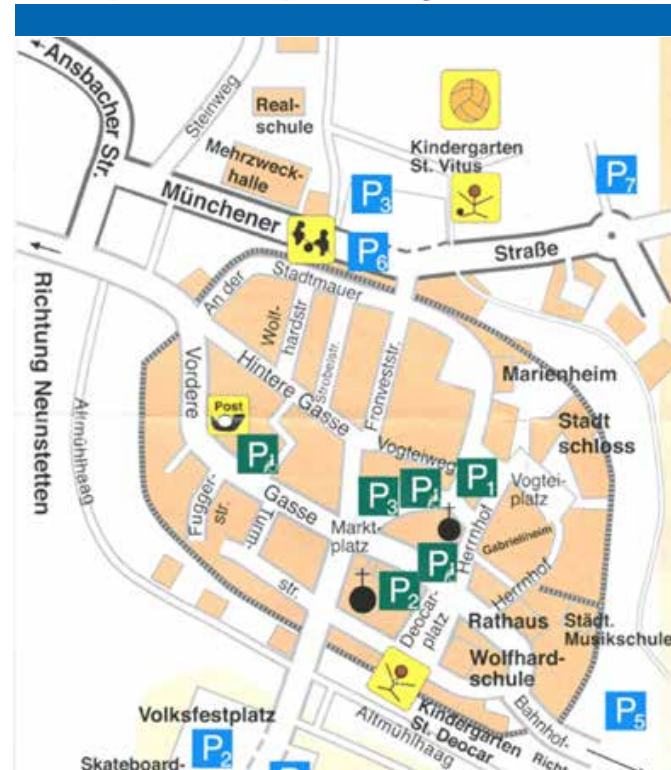 Ansbacher Str.
Steinweg
Real-
schule
Mehrzweck-
halle
Kindergarten
St. Vitus
P3
P7
Münchener
P6
Straße
Richtung Neunstetten
An der
Stadtmauer
Wolf-
hardstr
Strobelstr.
Fronveststr.
Hintere Gasse
Vordere
Marienheim
Post
Stadt
schloss
Altmühlhaag
P
Vogteiweg
P1
Vogtei-
platz
P3
P
Fugger-
str.
Gasse
Turm-
str.
Markt-
platz
Herrnhof
Gabrieliheim
P
P2
Herrnhof
Deocar-
platz
Rathaus
Städt.
Musikschule
Wolfhard-
schule
Kindergarten
St. Deocar
Bahnhof-
P5
Volksfestplatz
P2
Altmühlhaag
Skateboard-